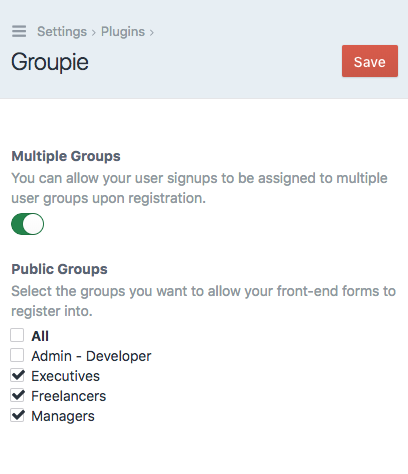 Settings › Plugins ›
Groupie
Save
Multiple Groups
You can allow your user signups to be assigned to multiple
user groups upon registration.
Public Groups
Select the groups you want to allow your front-end forms to
register into.
All
Admin - Developer
Executives
Freelancers
Managers